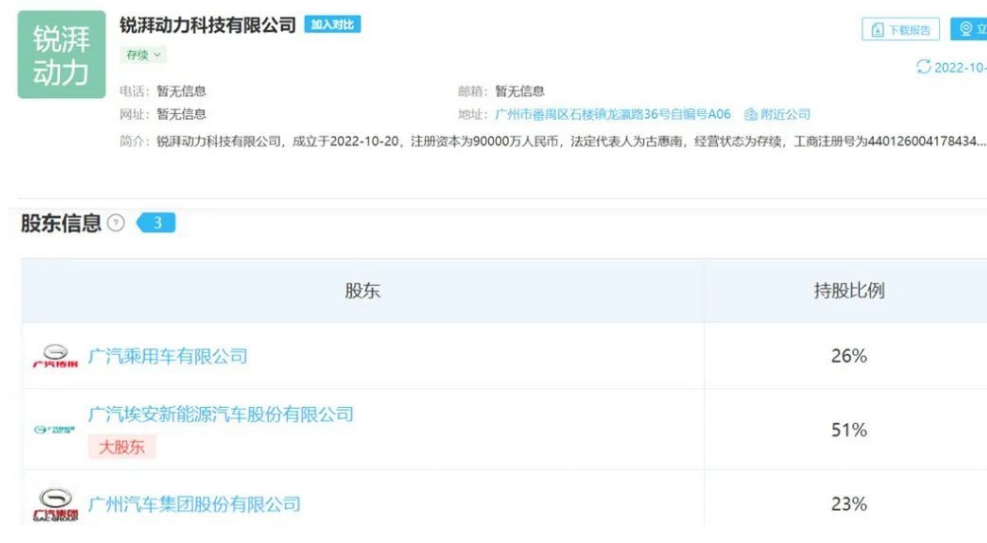 锐湃
动力
锐湃动力科技有限公司 加入对比
下载报告 立
存续
2022-10-
电话：暂无信息 邮箱：暂无信息
网址：暂无信息 地址：广州市番禺区石楼镇龙瀛路36号自编号A06 附近公司
简介：锐湃动力科技有限公司，成立于2022-10-20，注册资本为90000万人民币，法定代表人为古惠南，经营状态为存续，工商注册号为440126004178434...
股东信息 ? 3
股东 持股比例
广汽乘用车有限公司 26%
广汽埃安新能源汽车股份有限公司
大股东
51%
广汽集团
GAC GROUP
广州汽车集团股份有限公司 23%